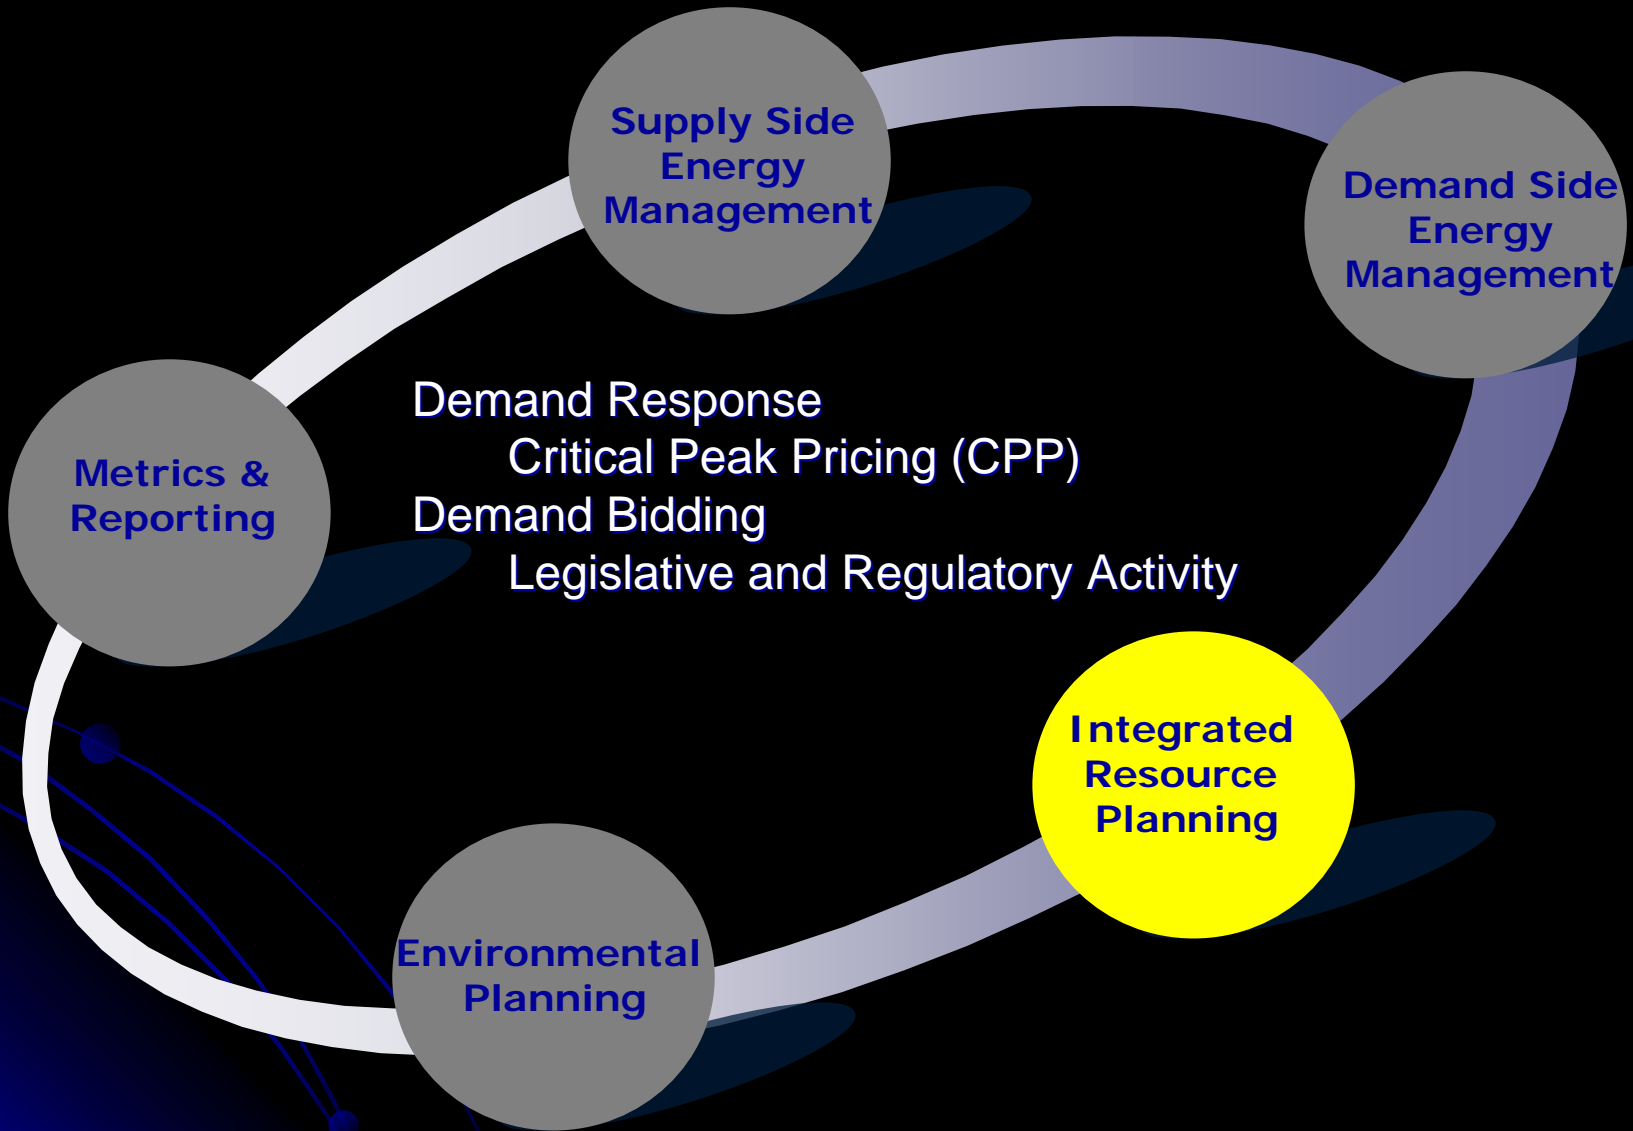 Supply Side
Energy
Management
Demand Side
Energy
Management
Metrics &
Reporting
Demand Response
Critical Peak Pricing (CPP)
Demand Bidding
Legislative and Regulatory Activity
Integrated
Resource
Planning
Environmental
Planning